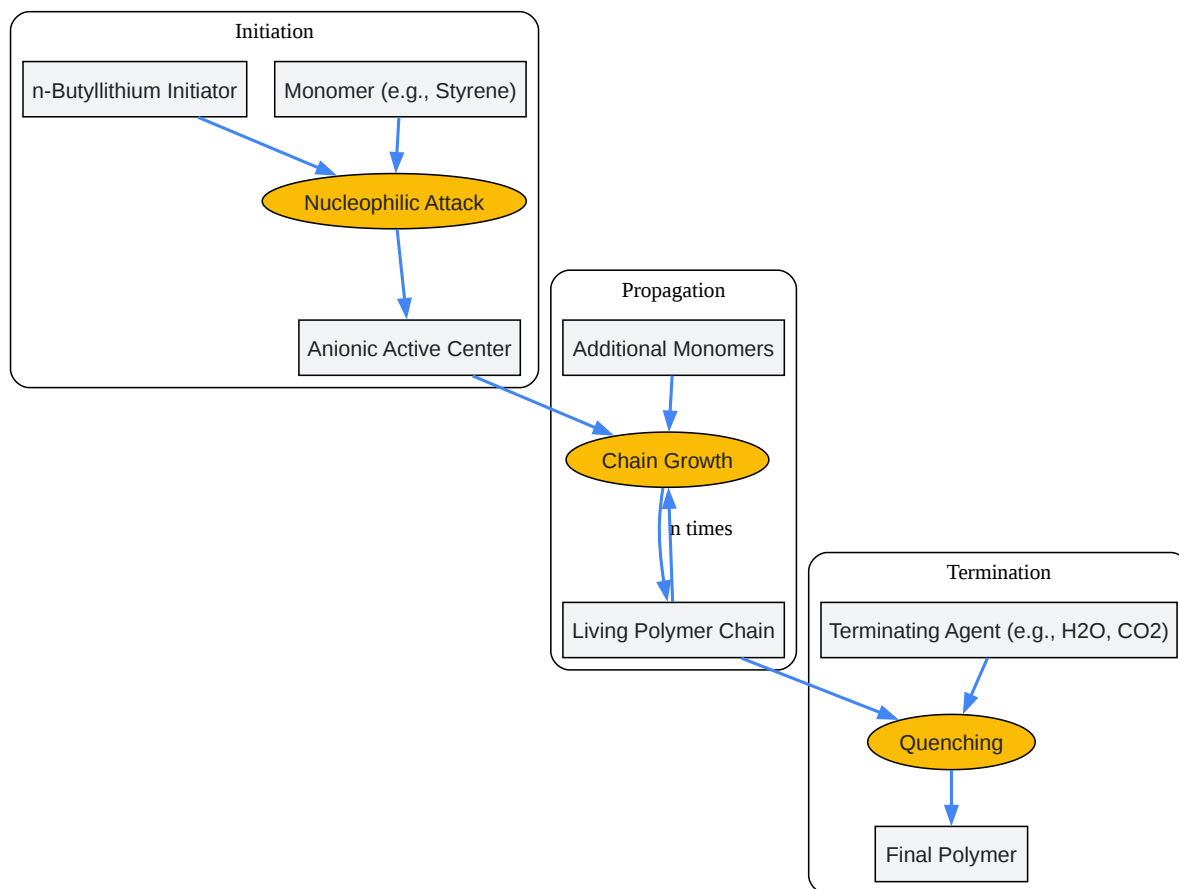 Initiation
n-Butyllithium Initiator
Monomer (e.g., Styrene)
Nucleophilic Attack
Anionic Active Center
Propagation
Additional Monomers
Chain Growth
n times
Living Polymer Chain
Termination
Terminating Agent (e.g., H2O, CO2)
Quenching
Final Polymer